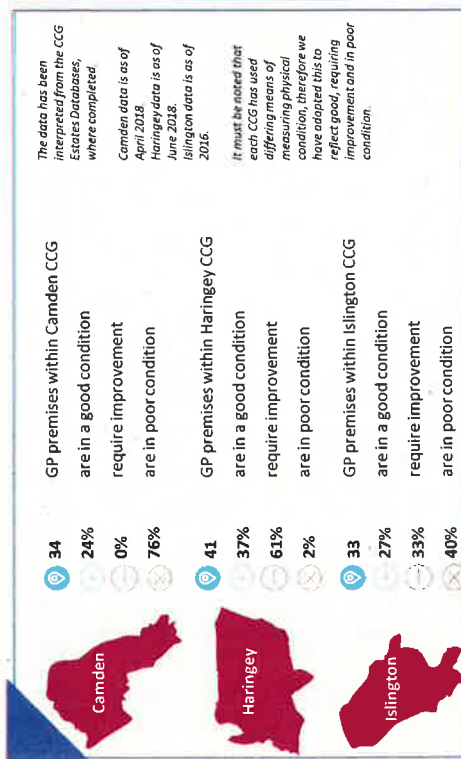 Camden
34 GP premises within Camden CCG
24% are in a good condition
0% require improvement
76% are in poor condition
Haringey
41 GP premises within Haringey CCG
37% are in a good condition
61% require improvement
2% are in poor condition
Islington
33 GP premises within Islington CCG
27% are in a good condition
33% require improvement
40% are in poor condition
The data has been
interpreted from the CCG
Estates Databases,
where completed.
Camden data is as of
April 2018.
Haringey data is as of
June 2018.
Islington data is as of
2016.
It must be noted that
each CCG has used
differing means of
measuring physical
condition, therefore we
have adapted this to
reflect good, requiring
improvement and in poor
condition.